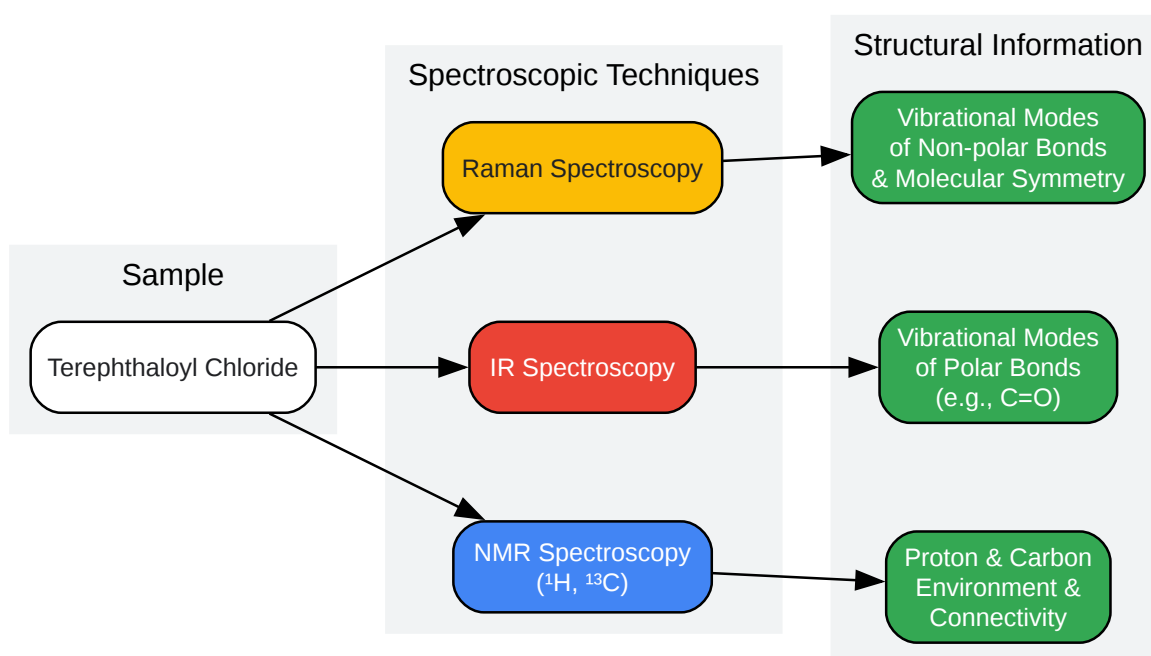 Sample
Terephthaloyl Chloride
Spectroscopic Techniques
Raman Spectroscopy
IR Spectroscopy
NMR Spectroscopy
(¹H, ¹³C)
Structural Information
Vibrational Modes
of Non-polar Bonds
& Molecular Symmetry
Vibrational Modes
of Polar Bonds
(e.g., C=O)
Proton & Carbon
Environment &
Connectivity